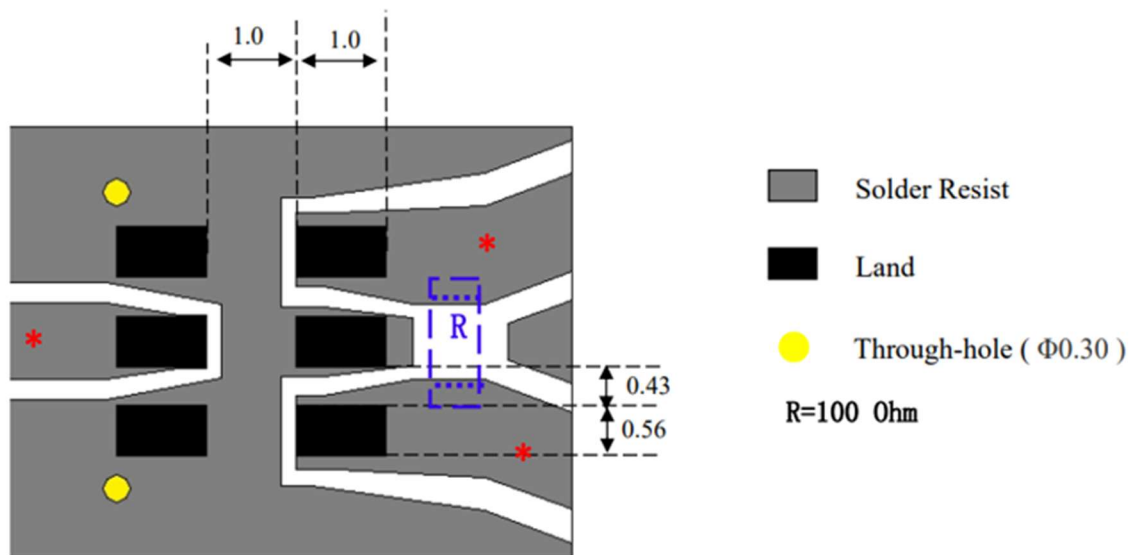 1.0
1.0
*
Solder Resist
Land
*
R
Through-hole ( Φ0.30 )
0.43
R=100 Ohm
0.56
*